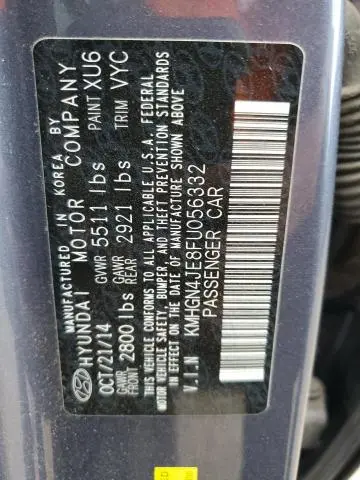 MANUFACTURED IN KOREA BY
HYUNDAI MOTOR COMPANY
OCT/21/14 GVWR 5511 lbs PAINT XU6
GAWR FRONT 2800 lbs GAWR REAR 2921 lbs TRIM VYC
THIS VEHICLE CONFORMS TO ALL APPLICABLE U.S.A. FEDERAL
MOTOR VEHICLE SAFETY, BUMPER, AND THEFT PREVENTION STANDARDS
IN EFFECT ON THE DATE OF MANUFACTURE SHOWN ABOVE
V.I.N KMHGN4JE8FU056332
PASSENGER CAR